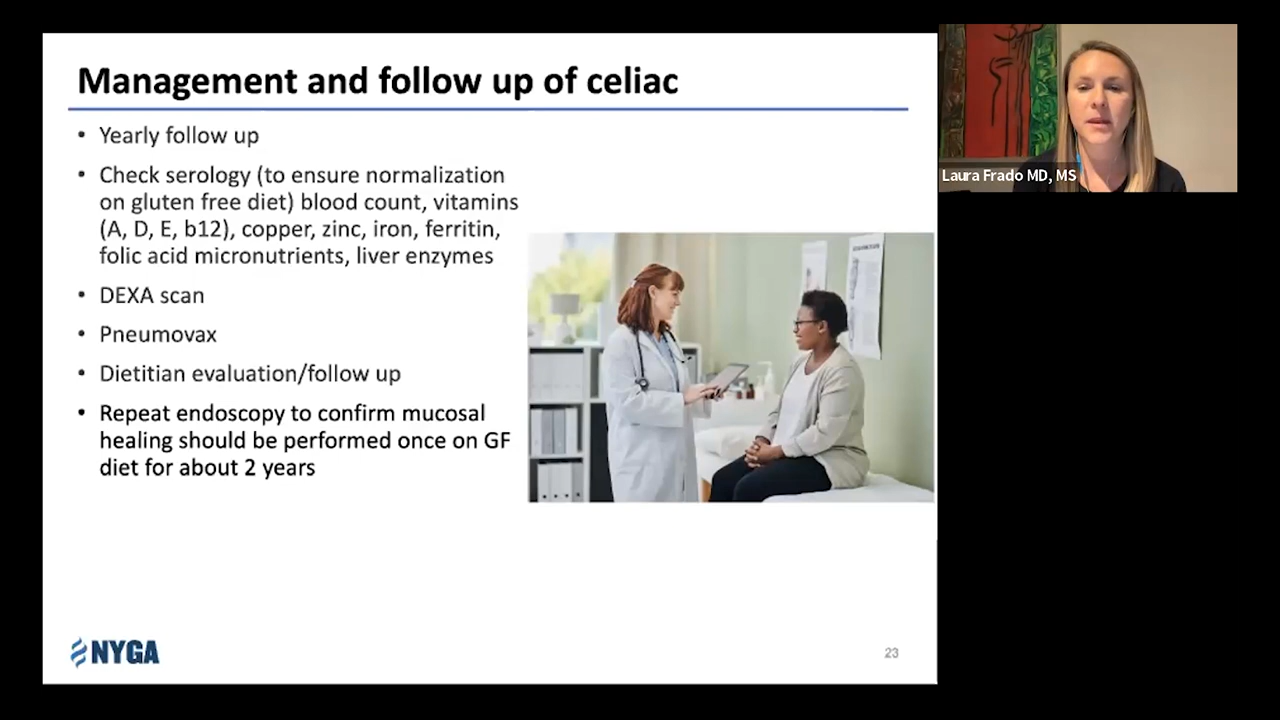 Management and follow up of celiac
• Yearly follow up
• Check serology (to ensure normalization
on gluten free diet) blood count, vitamins
(A, D, E, b12), copper, zinc, iron, ferritin,
folic acid micronutrients, liver enzymes
• DEXA scan
• Pneumovax
• Dietitian evaluation/follow up
• Repeat endoscopy to confirm mucosal
healing should be performed once on GF
diet for about 2 years
NYGA
23
Laura Frado MD, MS